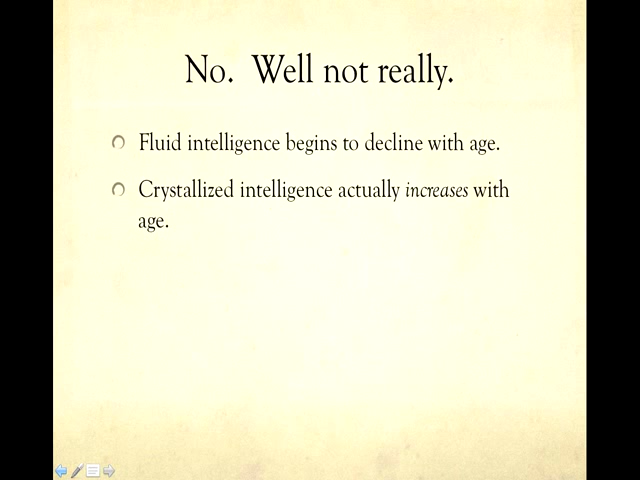 No.  Well not really.
Fluid intelligence begins to decline with age.
Crystallized intelligence actually increases with
age.